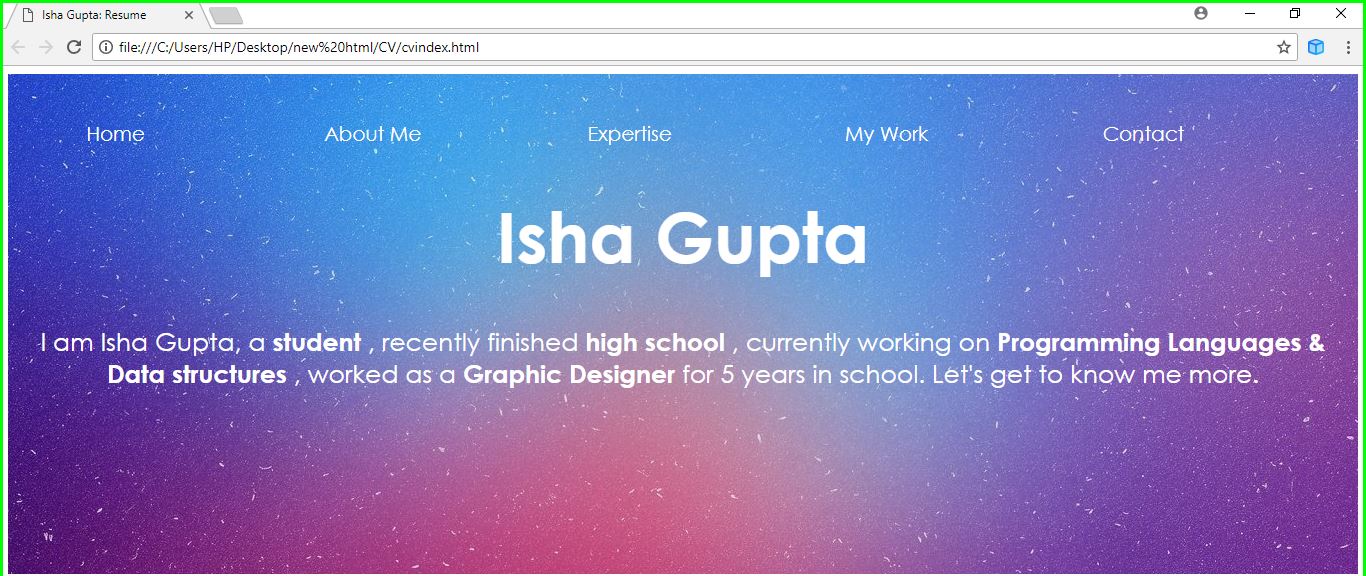 Isha Gupta: Resume
file:///C:/Users/HP/Desktop/new%20html/CV/cvindex.html
Home About Me Expertise My Work Contact
Isha Gupta
I am Isha Gupta, a student , recently finished high school , currently working on Programming Languages &
Data structures , worked as a Graphic Designer for 5 years in school. Let's get to know me more.